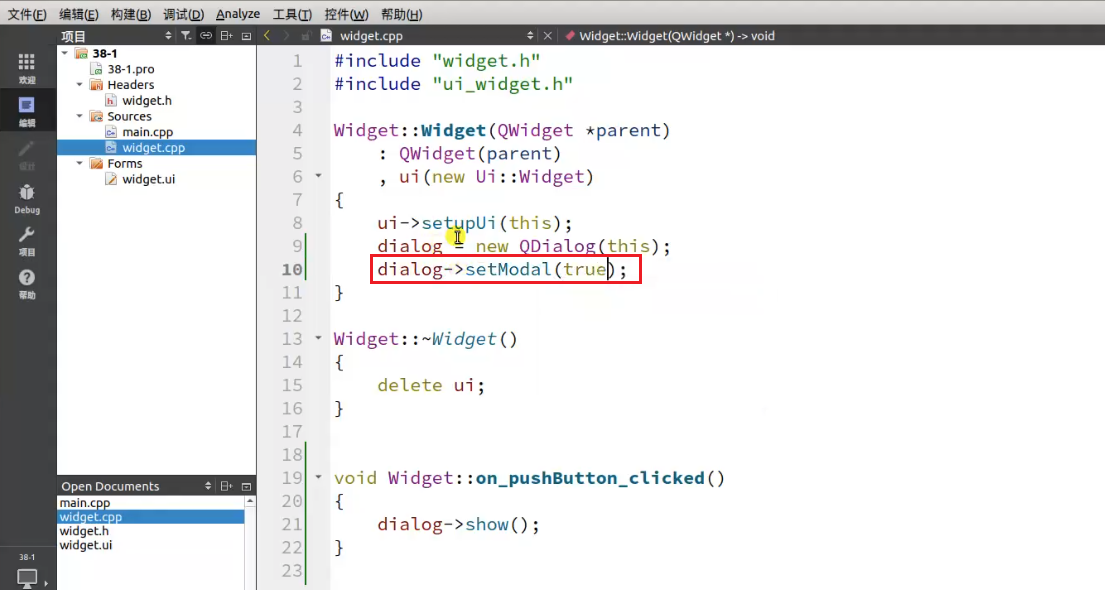 文件(F) 编辑(E) 构建(B) 调试(D) Analyze 工具(T) 控件(W) 帮助(H)
项目
widget.cpp
Widget::Widget(QWidget *) -> void
欢迎
编辑
设计
Debug
项目
帮助
38-1
38-1
38-1.pro
Headers
widget.h
Sources
main.cpp
widget.cpp
Forms
widget.ui
Open Documents
main.cpp
widget.cpp
widget.h
widget.ui
1 #include "widget.h"
2 #include "ui_widget.h"
3
4 Widget::Widget(QWidget *parent)
5 : QWidget(parent)
6 , ui(new Ui::Widget)
7 {
8 ui->setupUi(this);
9 dialog = new QDialog(this);
10 dialog->setModal(true);
11 }
12
13 Widget::~Widget()
14 {
15 delete ui;
16 }
17
18
19 void Widget::on_pushButton_clicked()
20 {
21 dialog->show();
22 }
23